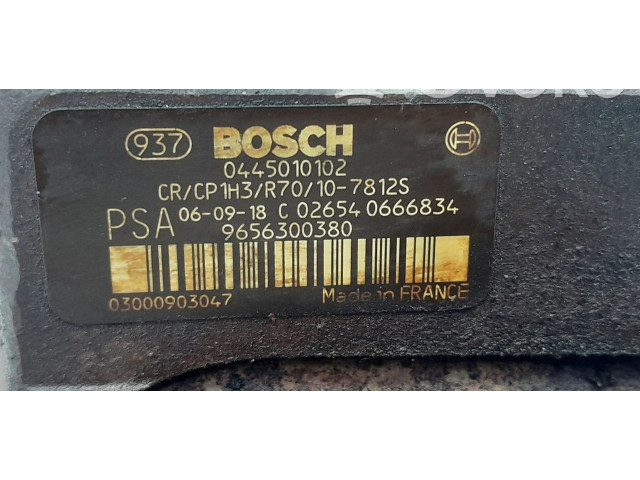 937 BOSCH
0445010102
CR/CP1H3/R70/10-7812S
PSA 06-09-18 C 02654 0666834
9656300380
03000903047 Made in FRANCE